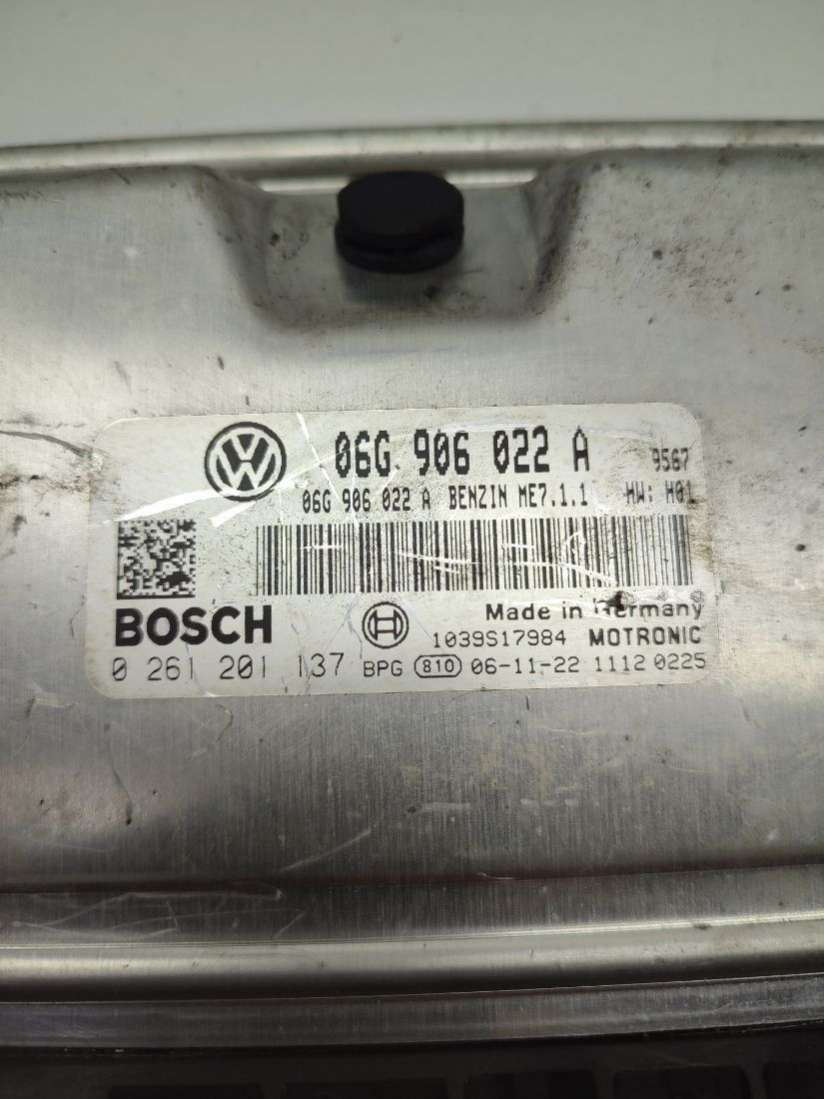 06G 906 022 A 9567
06G 906 022 A BENZIN ME7.1.1 HW: H01
BOSCH Made in Germany
1039S17984 MOTRONIC
0 261 201 137 BPG 810 06-11-22 1112 0225